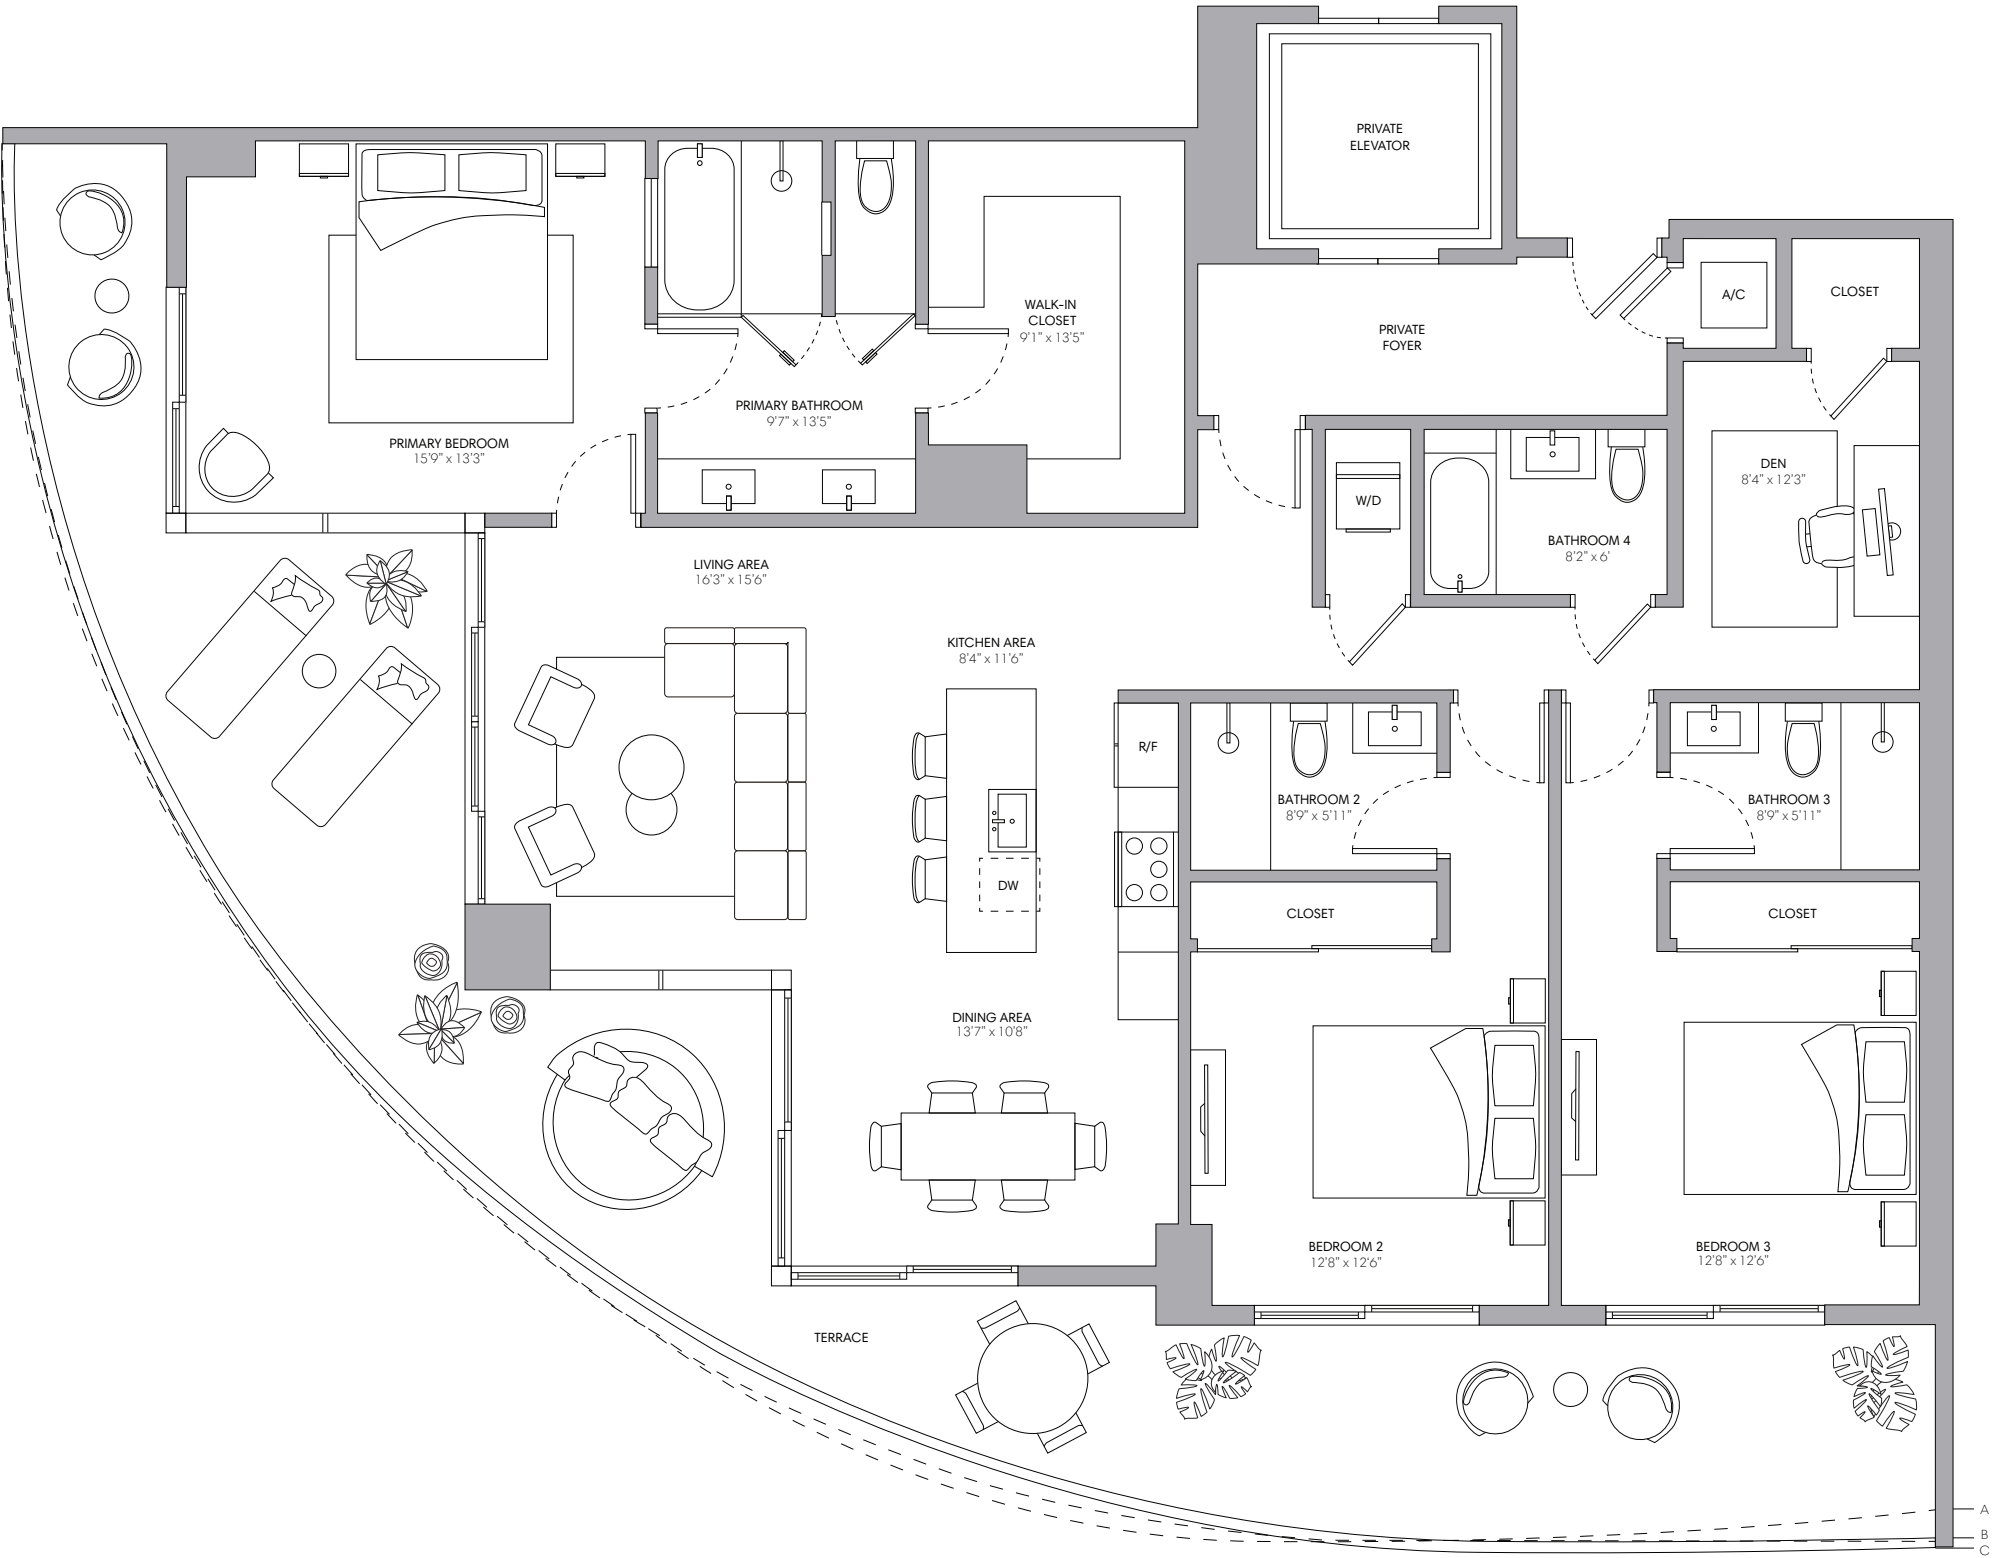 PRIVATE
ELEVATOR
A/C
CLOSET
WALK-IN
CLOSET
9'1" x 13'5"
PRIVATE
FOYER
PRIMARY BATHROOM
9'7" x 13'5"
PRIMARY BEDROOM
15'9" x 13'3"
DEN
8'4" x 12'3"
W/D
BATHROOM 4
8'2" x 6'
LIVING AREA
16'3" x 15'6"
KITCHEN AREA
8'4" x 11'6"
R/F
BATHROOM 2
8'9" x 5'11"
BATHROOM 3
8'9" x 5'11"
DW
CLOSET
CLOSET
DINING AREA
13'7" x 10'8"
BEDROOM 2
12'8" x 12'6"
BEDROOM 3
12'8" x 12'6"
TERRACE
A
B
C